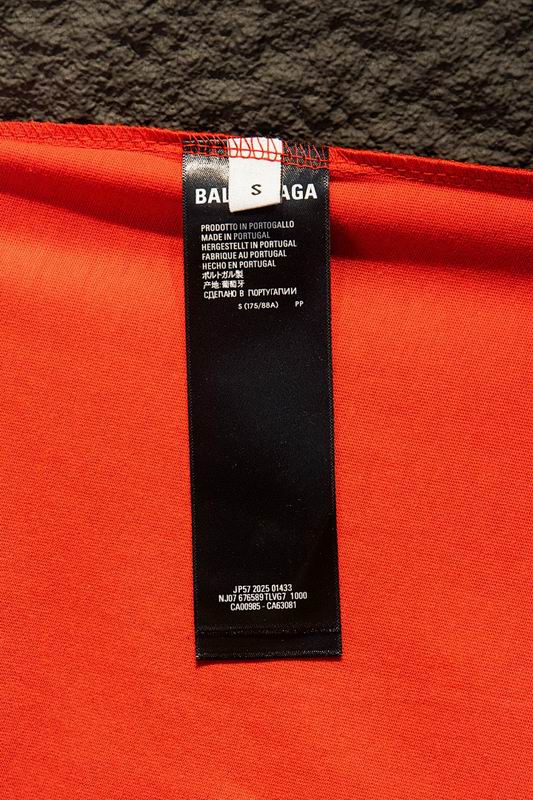 S
BAL AGA
PRODOTTO IN PORTOGALLO
MADE IN PORTUGAL
HERGESTELLT IN PORTUGAL
FABRIQUE AU PORTUGAL
HECHO EN PORTUGAL
ポルトガル製
产地:葡萄牙
СДЕЛАНО В ПОРТУГАЛИИ
S (175/88A) PP
JP57 2025 01433
NJ07 676589TLVG7 1000
CA00985 - CA63081